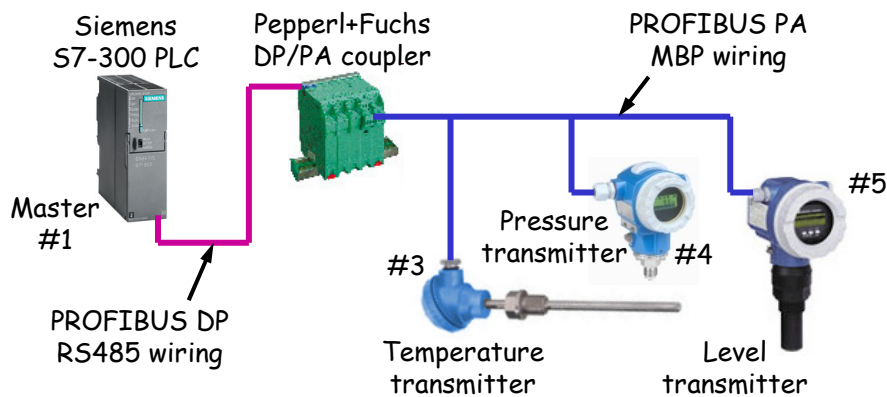 Siemens
S7-300 PLC
Pepperl+Fuchs
DP/PA coupler
PROFIBUS PA
MBP wiring
SIEMENS
Master
#1
#3
Pressure
transmitter
#4
#5
PROFIBUS DP
RS485 wiring
Temperature
transmitter
Level
transmitter